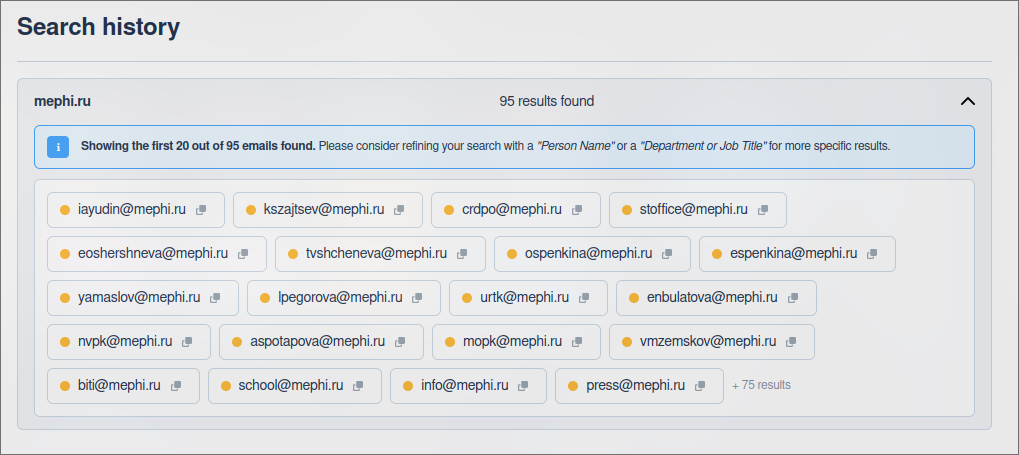 Search history
mephi.ru 95 results found
i Showing the first 20 out of 95 emails found. Please consider refining your search with a "Person Name" or a "Department or Job Title" for more specific results.
iayudin@mephi.ru kszajtsev@mephi.ru crdpo@mephi.ru stoffice@mephi.ru
eoshershneva@mephi.ru tvshcheneva@mephi.ru ospenkina@mephi.ru espenkina@mephi.ru
yamaslov@mephi.ru lpegorova@mephi.ru urtk@mephi.ru enbulatova@mephi.ru
nvpk@mephi.ru aspotapova@mephi.ru mopk@mephi.ru vmzemskov@mephi.ru
biti@mephi.ru school@mephi.ru info@mephi.ru press@mephi.ru + 75 results